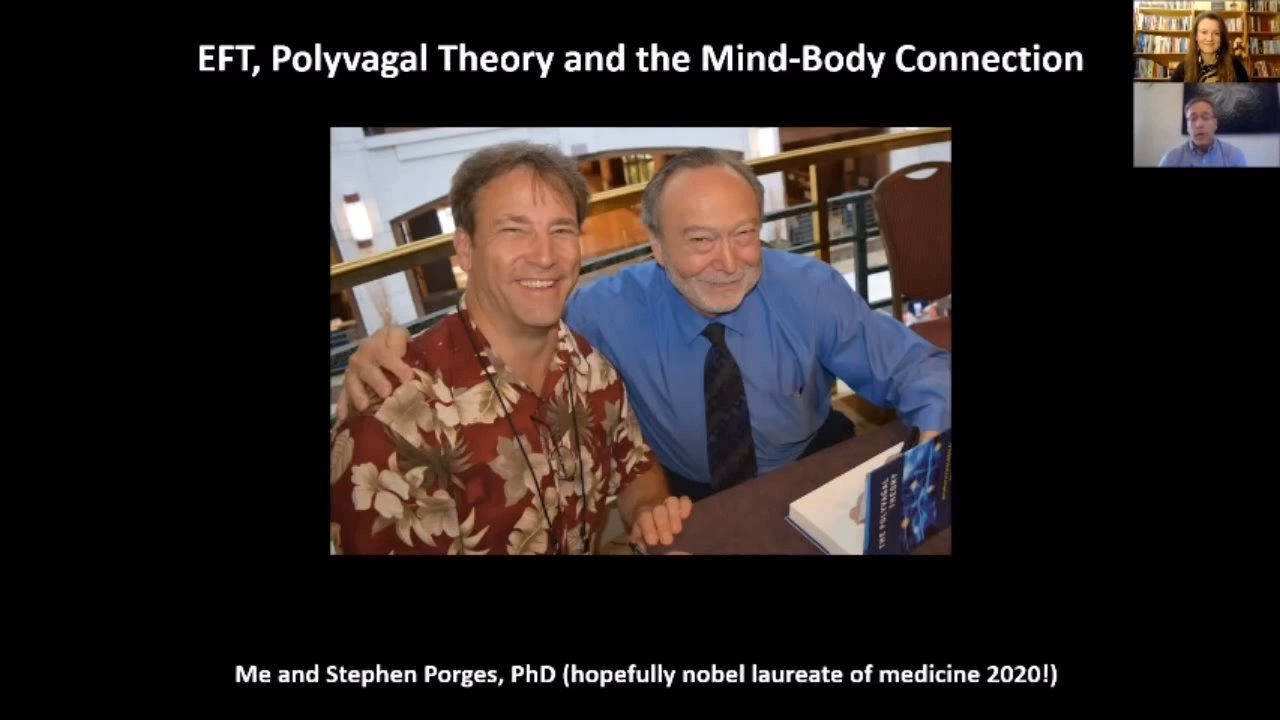 EFT, Polyvagal Theory and the Mind-Body Connection
THE POLYVAGAL
THEORY
Me and Stephen Porges, PhD (hopefully nobel laureate of medicine 2020!)